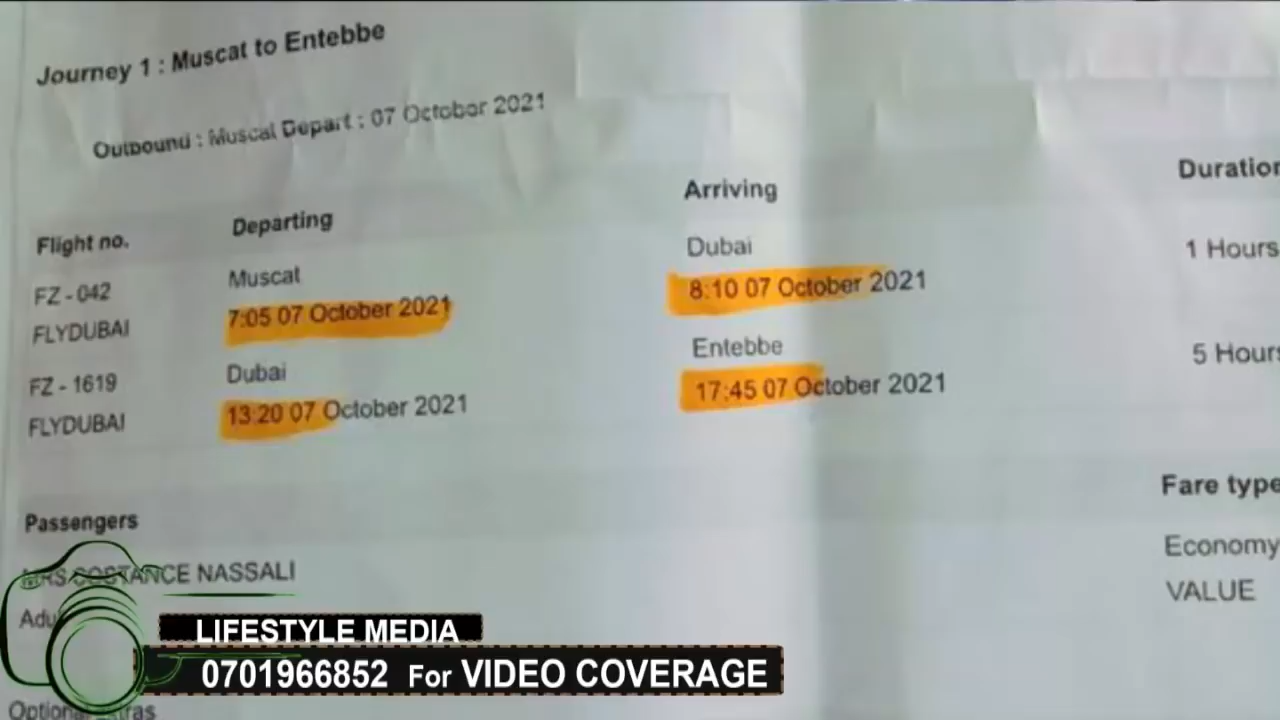 Journey 1 : Muscat to Entebbe
Outbound : Muscat Depart : 07 October 2021
Flight no. Departing Arriving Duration
FZ - 042 Muscat Dubai 1 Hours
FLYDUBAI 7:05 07 October 2021 8:10 07 October 2021
FZ - 1619 Dubai Entebbe 5 Hours
FLYDUBAI 13:20 07 October 2021 17:45 07 October 2021
Passengers Fare type
MRS COSTANCE NASSALI Economy
VALUE
LIFESTYLE MEDIA
0701966852 For VIDEO COVERAGE